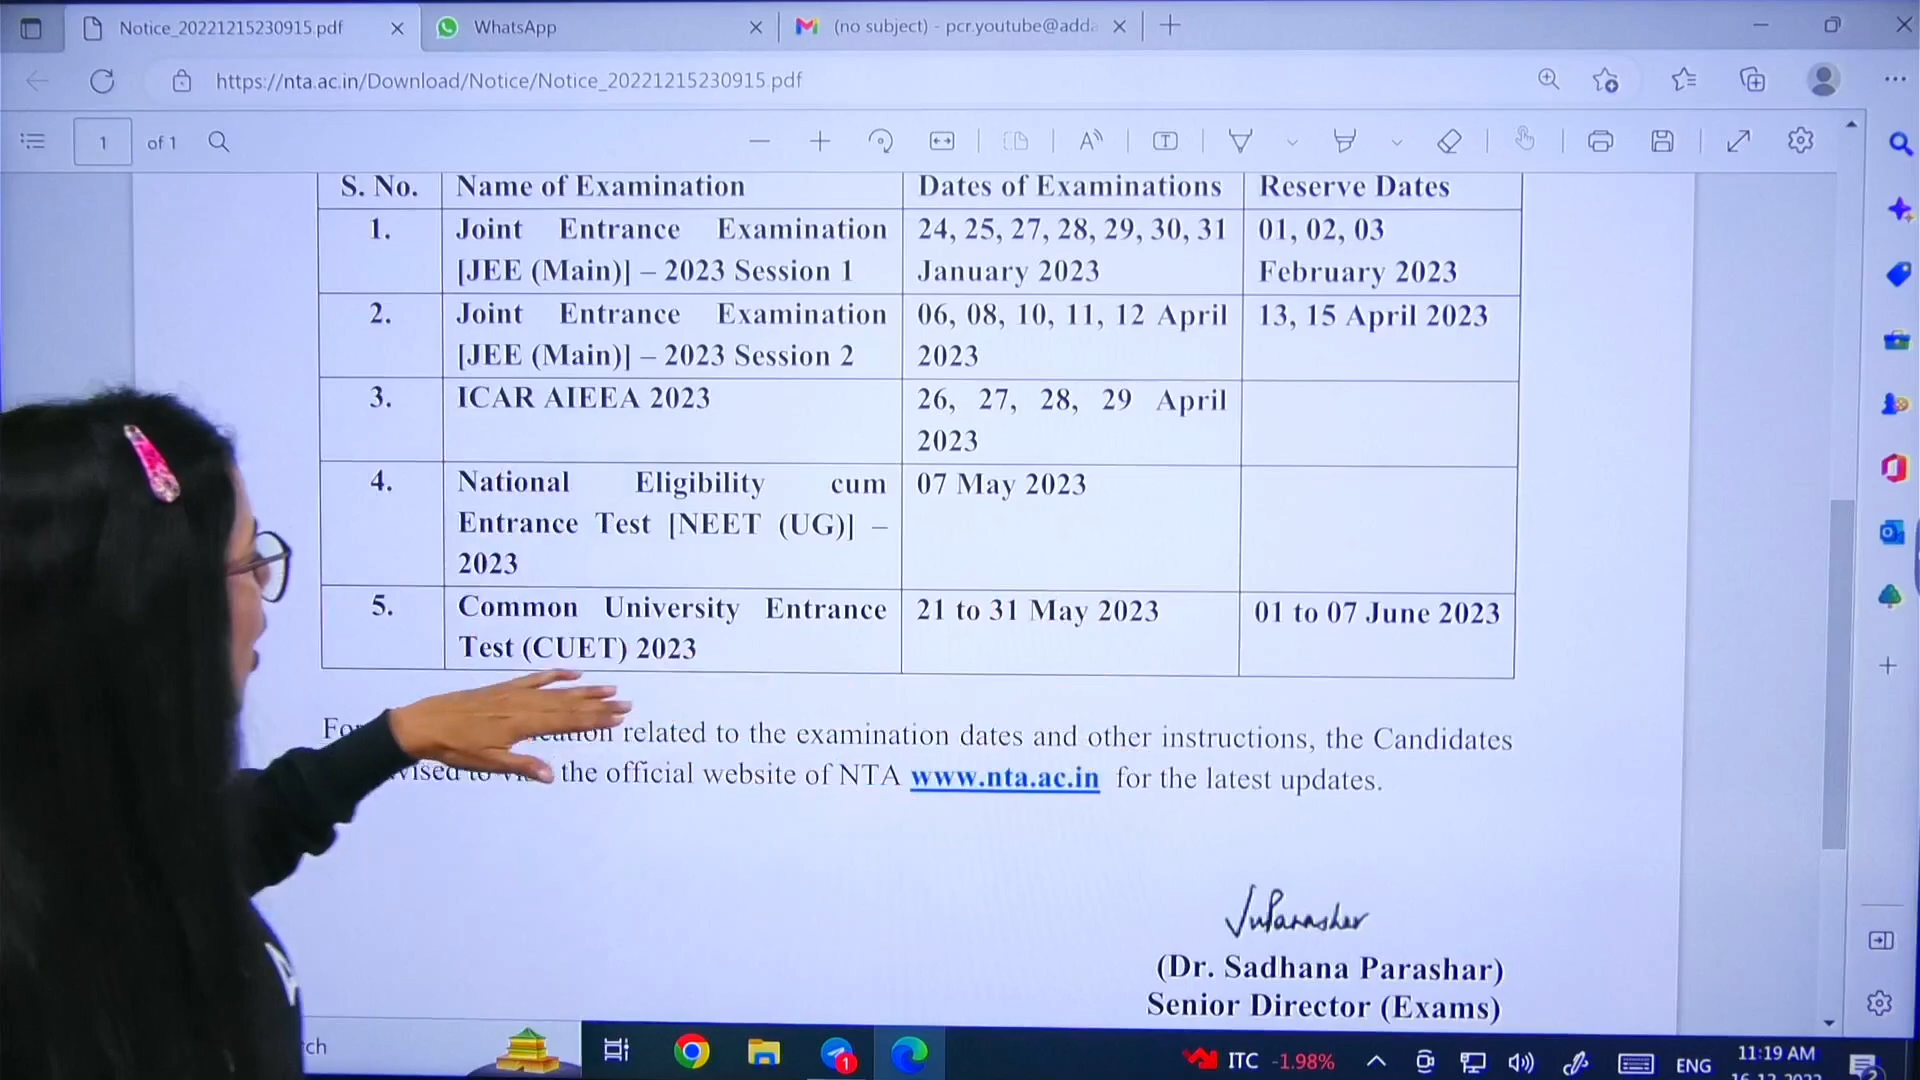 Notice_20221215230915.pdf
WhatsApp
(no subject) - pcr.youtube@adda
https://nta.ac.in/Download/Notice/Notice_20221215230915.pdf
1 of 1
S. No. Name of Examination Dates of Examinations Reserve Dates
1. Joint Entrance Examination 24, 25, 27, 28, 29, 30, 31 01, 02, 03
[JEE (Main)] – 2023 Session 1 January 2023 February 2023
2. Joint Entrance Examination 06, 08, 10, 11, 12 April 13, 15 April 2023
[JEE (Main)] – 2023 Session 2 2023
3. ICAR AIEEA 2023 26, 27, 28, 29 April
2023
4. National Eligibility cum 07 May 2023
Entrance Test [NEET (UG)] –
2023
5. Common University Entrance 21 to 31 May 2023 01 to 07 June 2023
Test (CUET) 2023
related to the examination dates and other instructions, the Candidates
the official website of NTA www.nta.ac.in for the latest updates.
(Dr. Sadhana Parashar)
Senior Director (Exams)
ITC -1.98%
ENG
11:19 AM